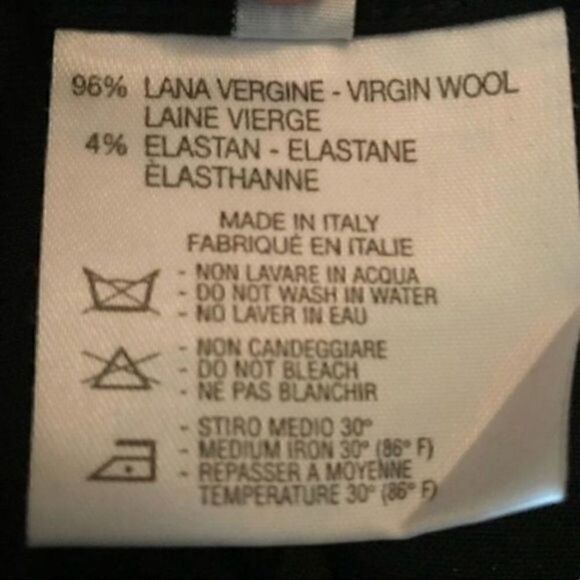 96% LANA VERGINE - VIRGIN WOOL
LAINE VIERGE
4% ELASTAN - ELASTANE
ÈLASTHANNE
MADE IN ITALY
FABRIQUÉ EN ITALIE
- NON LAVARE IN ACQUA
- DO NOT WASH IN WATER
- NO LAVER IN EAU
- NON CANDEGGIARE
- DO NOT BLEACH
- NE PAS BLANCHIR
- STIRO MEDIO 30°
- MEDIUM IRON 30° (86° F)
- REPASSER A MOYENNE
TEMPERATURE 30° (86° F)